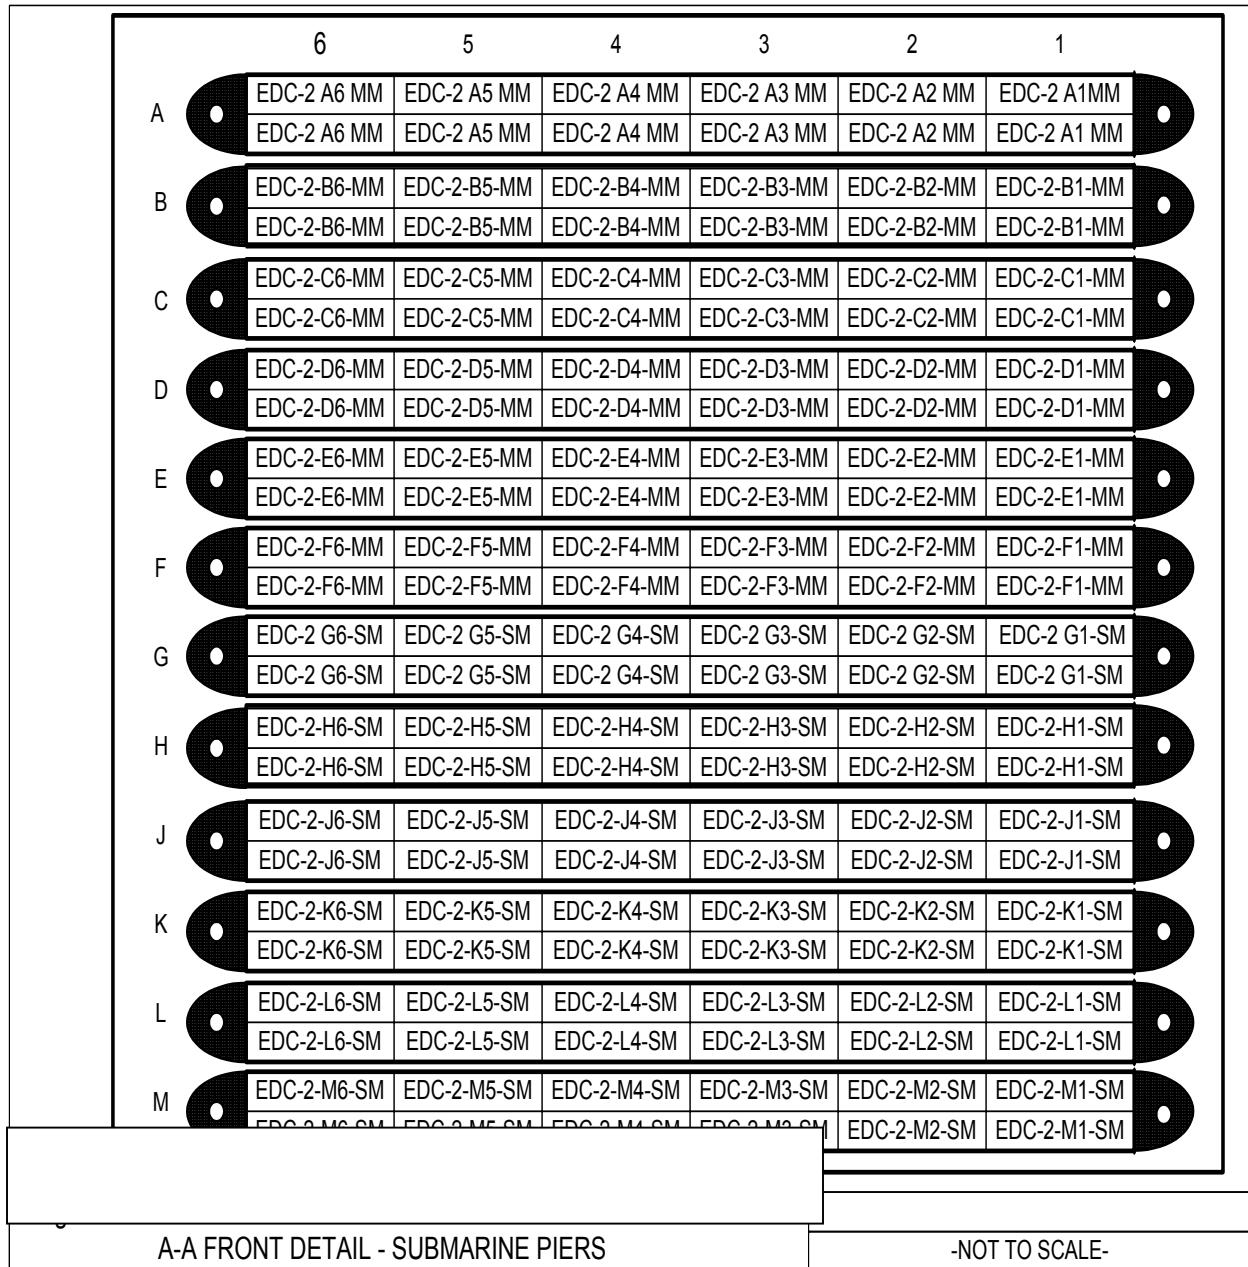 6 5 4 3 2 1
A
EDC-2 A6 MM EDC-2 A5 MM EDC-2 A4 MM EDC-2 A3 MM EDC-2 A2 MM EDC-2 A1MM
EDC-2 A6 MM EDC-2 A5 MM EDC-2 A4 MM EDC-2 A3 MM EDC-2 A2 MM EDC-2 A1 MM
B
EDC-2-B6-MM EDC-2-B5-MM EDC-2-B4-MM EDC-2-B3-MM EDC-2-B2-MM EDC-2-B1-MM
EDC-2-B6-MM EDC-2-B5-MM EDC-2-B4-MM EDC-2-B3-MM EDC-2-B2-MM EDC-2-B1-MM
C
EDC-2-C6-MM EDC-2-C5-MM EDC-2-C4-MM EDC-2-C3-MM EDC-2-C2-MM EDC-2-C1-MM
EDC-2-C6-MM EDC-2-C5-MM EDC-2-C4-MM EDC-2-C3-MM EDC-2-C2-MM EDC-2-C1-MM
D
EDC-2-D6-MM EDC-2-D5-MM EDC-2-D4-MM EDC-2-D3-MM EDC-2-D2-MM EDC-2-D1-MM
EDC-2-D6-MM EDC-2-D5-MM EDC-2-D4-MM EDC-2-D3-MM EDC-2-D2-MM EDC-2-D1-MM
E
EDC-2-E6-MM EDC-2-E5-MM EDC-2-E4-MM EDC-2-E3-MM EDC-2-E2-MM EDC-2-E1-MM
EDC-2-E6-MM EDC-2-E5-MM EDC-2-E4-MM EDC-2-E3-MM EDC-2-E2-MM EDC-2-E1-MM
F
EDC-2-F6-MM EDC-2-F5-MM EDC-2-F4-MM EDC-2-F3-MM EDC-2-F2-MM EDC-2-F1-MM
EDC-2-F6-MM EDC-2-F5-MM EDC-2-F4-MM EDC-2-F3-MM EDC-2-F2-MM EDC-2-F1-MM
G
EDC-2 G6-SM EDC-2 G5-SM EDC-2 G4-SM EDC-2 G3-SM EDC-2 G2-SM EDC-2 G1-SM
EDC-2 G6-SM EDC-2 G5-SM EDC-2 G4-SM EDC-2 G3-SM EDC-2 G2-SM EDC-2 G1-SM
H
EDC-2-H6-SM EDC-2-H5-SM EDC-2-H4-SM EDC-2-H3-SM EDC-2-H2-SM EDC-2-H1-SM
EDC-2-H6-SM EDC-2-H5-SM EDC-2-H4-SM EDC-2-H3-SM EDC-2-H2-SM EDC-2-H1-SM
J
EDC-2-J6-SM EDC-2-J5-SM EDC-2-J4-SM EDC-2-J3-SM EDC-2-J2-SM EDC-2-J1-SM
EDC-2-J6-SM EDC-2-J5-SM EDC-2-J4-SM EDC-2-J3-SM EDC-2-J2-SM EDC-2-J1-SM
K
EDC-2-K6-SM EDC-2-K5-SM EDC-2-K4-SM EDC-2-K3-SM EDC-2-K2-SM EDC-2-K1-SM
EDC-2-K6-SM EDC-2-K5-SM EDC-2-K4-SM EDC-2-K3-SM EDC-2-K2-SM EDC-2-K1-SM
L
EDC-2-L6-SM EDC-2-L5-SM EDC-2-L4-SM EDC-2-L3-SM EDC-2-L2-SM EDC-2-L1-SM
EDC-2-L6-SM EDC-2-L5-SM EDC-2-L4-SM EDC-2-L3-SM EDC-2-L2-SM EDC-2-L1-SM
M
EDC-2-M6-SM EDC-2-M5-SM EDC-2-M4-SM EDC-2-M3-SM EDC-2-M2-SM EDC-2-M1-SM
EDC-2-M2-SM EDC-2-M1-SM
A-A FRONT DETAIL - SUBMARINE PIERS
-NOT TO SCALE-